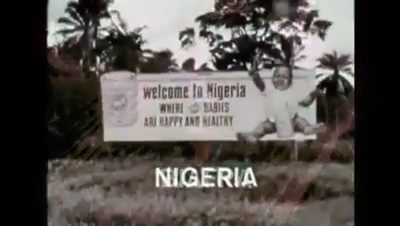 welcome to Nigeria
WHERE BABIES
ARE HAPPY AND HEALTHY
NIGERIA